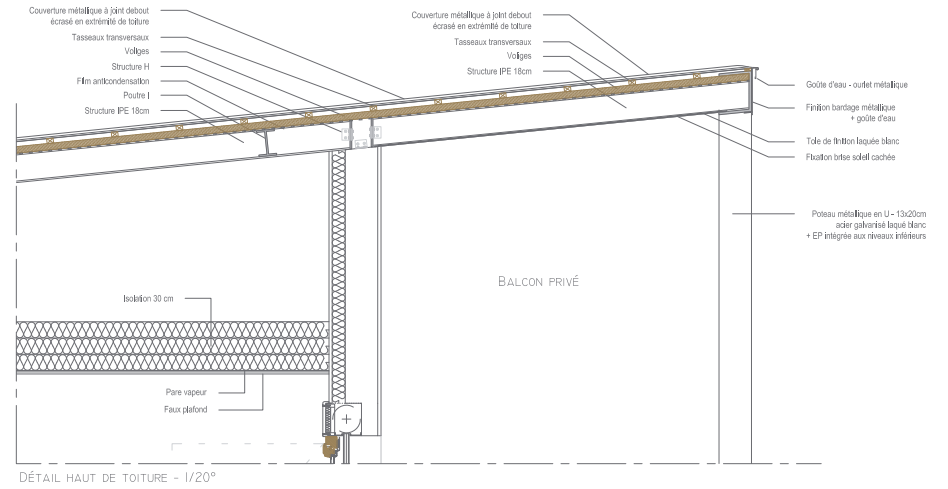 Couverture métallique à joint debout
écrasé en extrémité de toiture
Tasseaux transversaux
Voliges
Structure H
Film anticondensation
Poutre I
Structure IPE 18cm
Couverture métallique à joint debout
écrasé en extrémité de toiture
Tasseaux transversaux
Voliges
Structure IPE 18cm
Goûte d'eau - ourlet métallique
Finition bardage métallique
+ goûte d'eau
Tole de finition laquée blanc
Fixation brise soleil cachée
Poteau métallique en U - 13x20cm
acier galvanisé laqué blanc
+ EP intégrée aux niveaux inférieurs
BALCON PRIVÉ
Isolation 30 cm
Pare vapeur
Faux plafond
DÉTAIL HAUT DE TOITURE - 1/20°